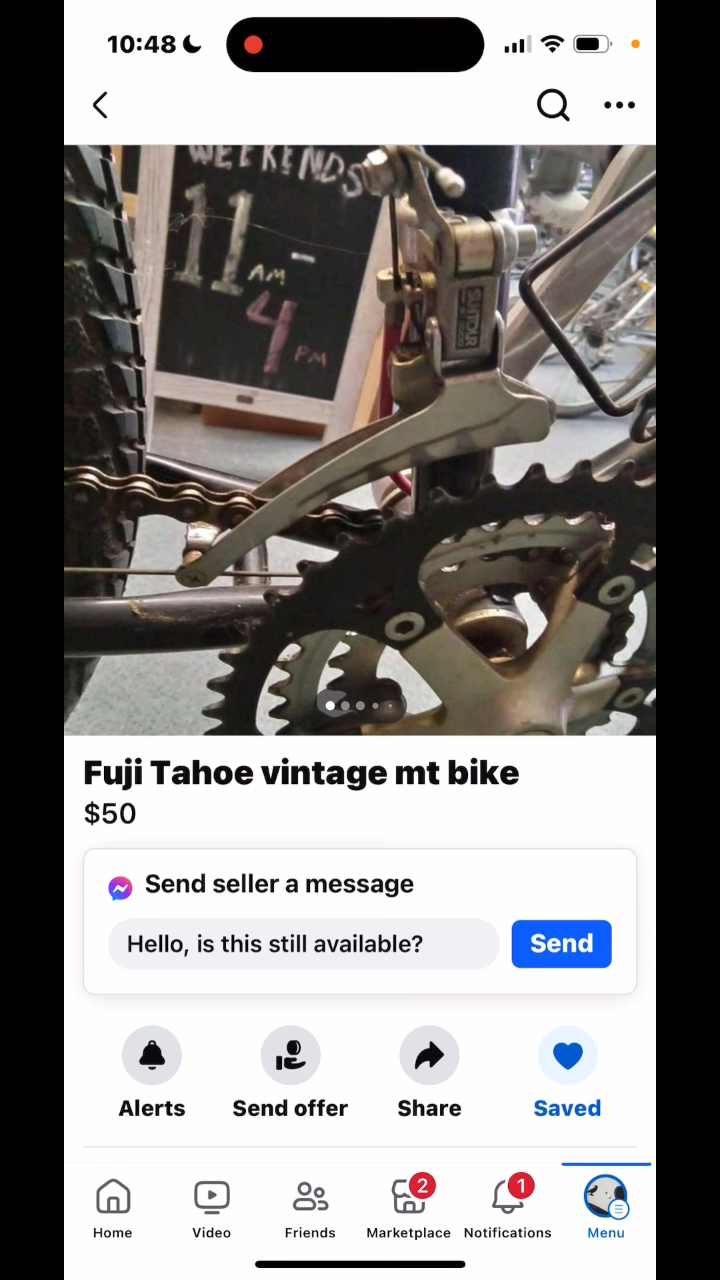 10:48
WEEKENDS
11 AM -
4 PM
SUNTOUR
Fuji Tahoe vintage mt bike
$50
Send seller a message
Hello, is this still available?
Send
Alerts
Send offer
Share
Saved
2
1
Home
Video
Friends
Marketplace
Notifications
Menu